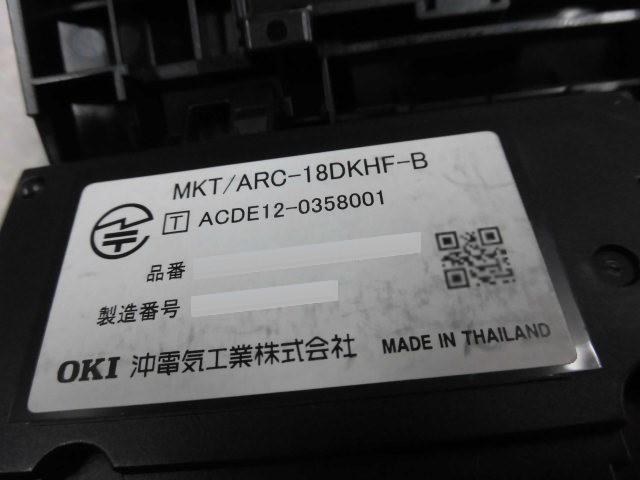 MKT/ARC-18DKHF-B
T ACDE12-0358001
品番
製造番号
OKI 沖電気工業株式会社 MADE IN THAILAND